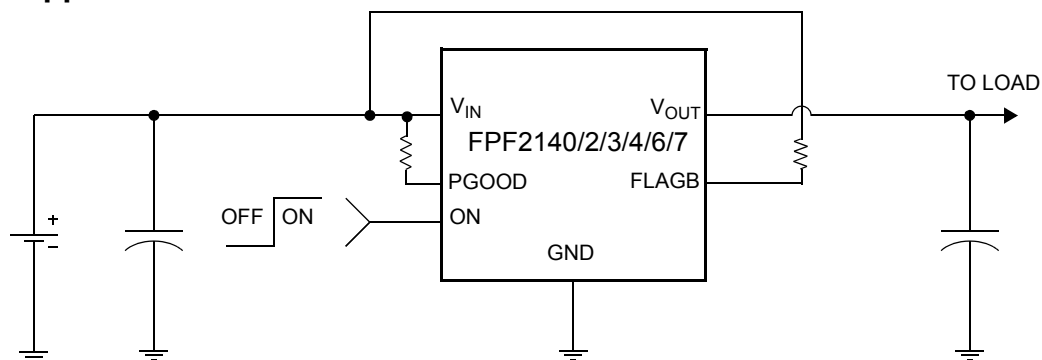 TO LOAD
VIN
VOUT
FPF2140/2/3/4/6/7
PGOOD
FLAGB
OFF
ON
ON
GND
+
–